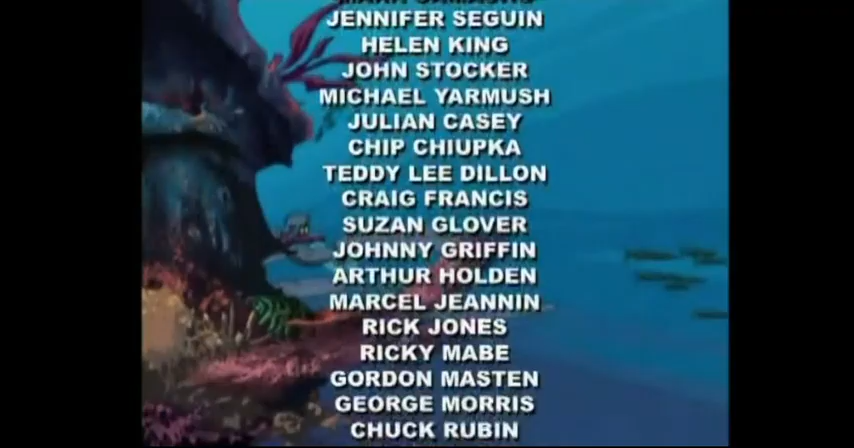 JENNIFER SEGUIN
HELEN KING
JOHN STOCKER
MICHAEL YARMUSH
JULIAN CASEY
CHIP CHIUPKA
TEDDY LEE DILLON
CRAIG FRANCIS
SUZAN GLOVER
JOHNNY GRIFFIN
ARTHUR HOLDEN
MARCEL JEANNIN
RICK JONES
RICKY MABE
GORDON MASTEN
GEORGE MORRIS
CHUCK RUBIN